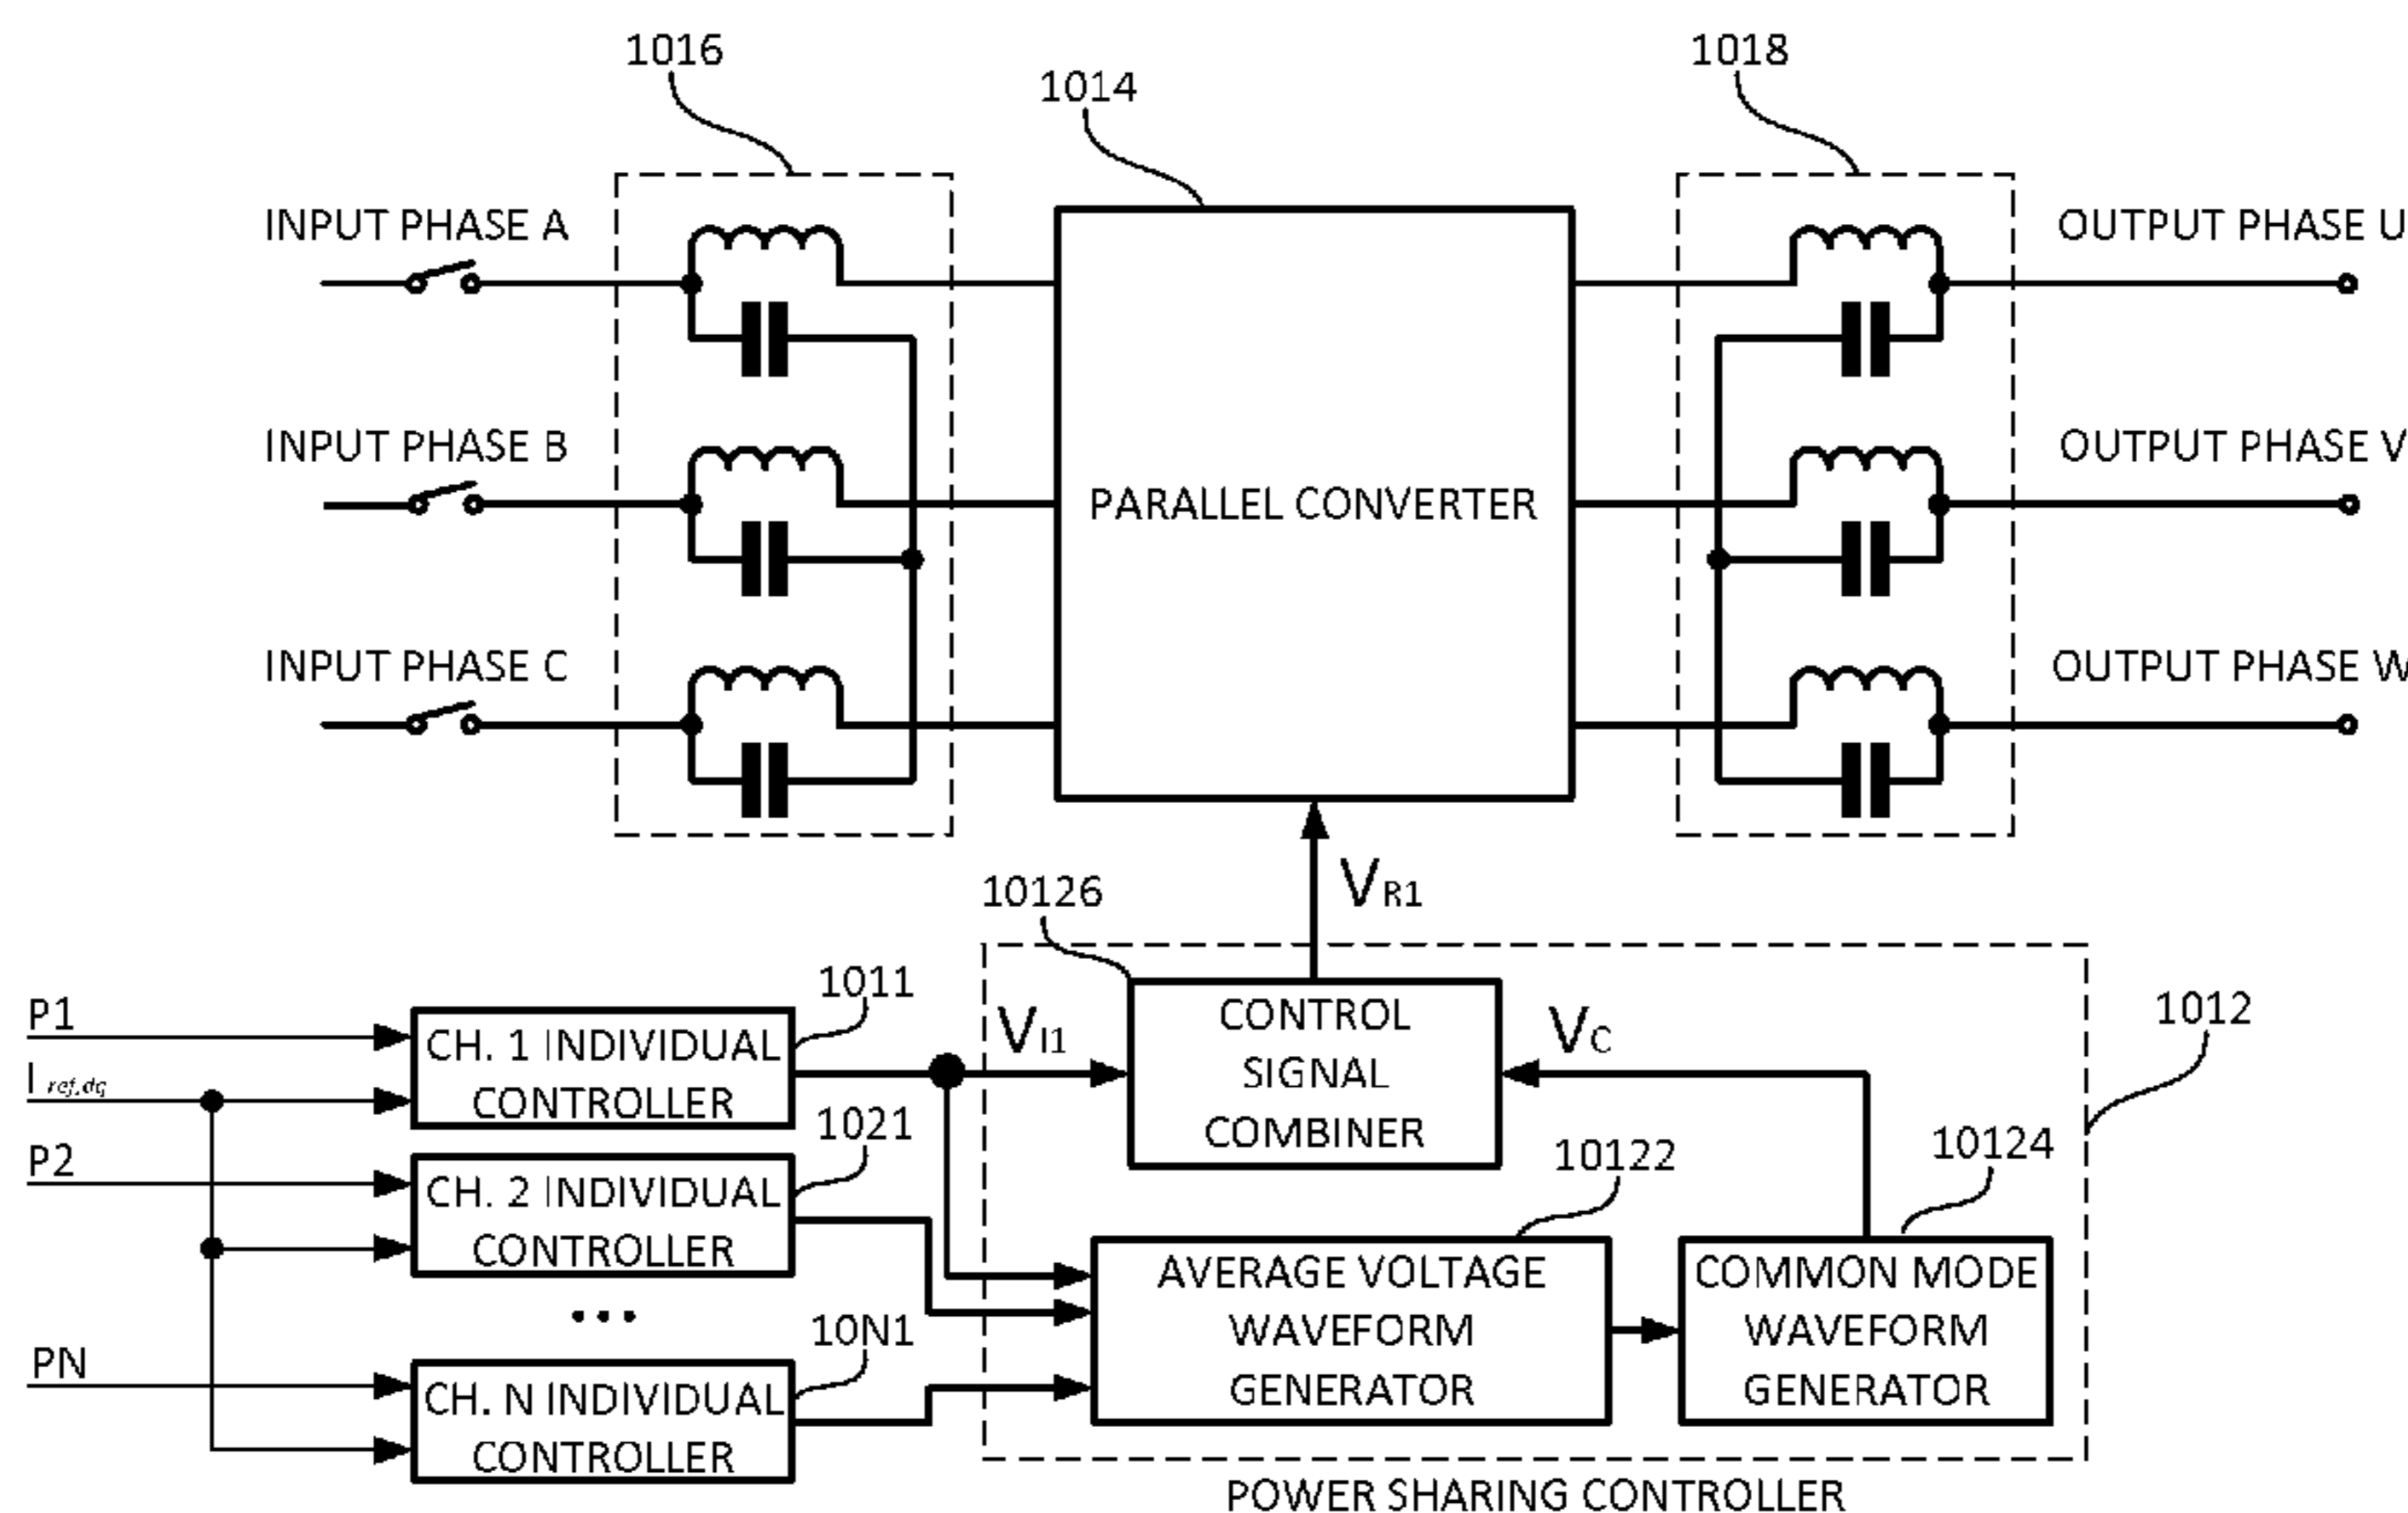 1016
1014
1018
INPUT PHASE A
OUTPUT PHASE U
INPUT PHASE B
OUTPUT PHASE V
PARALLEL CONVERTER
INPUT PHASE C
OUTPUT PHASE W
VR1
10126
1011
1012
P1
CH. 1 INDIVIDUAL
CONTROLLER
VI1
CONTROL
SIGNAL
COMBINER
VC
I ref,dq
1021
10122
10124
P2
CH. 2 INDIVIDUAL
CONTROLLER
AVERAGE VOLTAGE
WAVEFORM
GENERATOR
COMMON MODE
WAVEFORM
GENERATOR
...
10N1
PN
CH. N INDIVIDUAL
CONTROLLER
POWER SHARING CONTROLLER